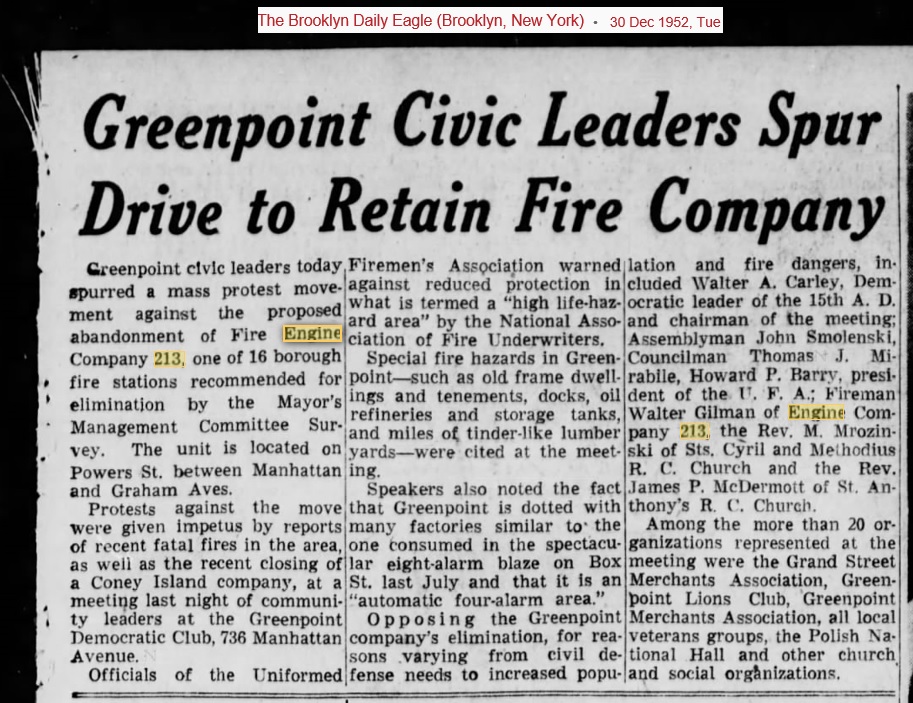 The Brooklyn Daily Eagle (Brooklyn, New York) • 30 Dec 1952, Tue
Greenpoint Civic Leaders Spur
Drive to Retain Fire Company
Greenpoint civic leaders today
spurred a mass protest move-
ment against the proposed
abandonment of Fire Engine
Company 213, one of 16 borough
fire stations recommended for
elimination by the Mayor's
Management Committee Sur-
vey. The unit is located on
Powers St. between Manhattan
and Graham Aves.
Protests against the move
were given impetus by reports
of recent fatal fires in the area,
as well as the recent closing of
a Coney Island company, at a
meeting last night of communi-
ty leaders at the Greenpoint
Democratic Club, 736 Manhattan
Avenue.
Officials of the Uniformed
Firemen's Association warned
against reduced protection in
what is termed a "high life-haz-
ard area" by the National Asso-
ciation of Fire Underwriters.
Special fire hazards in Green-
point—such as old frame dwell-
ings and tenements, docks, oil
refineries and storage tanks,
and miles of tinder-like lumber
yards—were cited at the meet-
ing.
Speakers also noted the fact
that Greenpoint is dotted with
many factories similar to the
one consumed in the spectacu-
lar eight-alarm blaze on Box
St. last July and that it is an
"automatic four-alarm area."
Opposing the Greenpoint
company's elimination, for rea-
sons varying from civil de-
fense needs to increased popu-
lation and fire dangers, in-
cluded Walter A. Carley, Dem-
ocratic leader of the 15th A. D.
and chairman of the meeting;
Assemblyman John Smolenski,
Councilman Thomas J. Mi-
rabile, Howard P. Barry, presi-
dent of the U. F. A.; Fireman
Walter Gilman of Engine Com-
pany 213, the Rev. M. Mrozin-
ski of Sts. Cyril and Methodius
R. C. Church and the Rev.
James P. McDermott of St. An-
thony's R. C. Church.
Among the more than 20 or-
ganizations represented at the
meeting were the Grand Street
Merchants Association, Green-
point Lions Club, Greenpoint
Merchants Association, all local
veterans groups, the Polish Na-
tional Hall and other church
and social organizations.